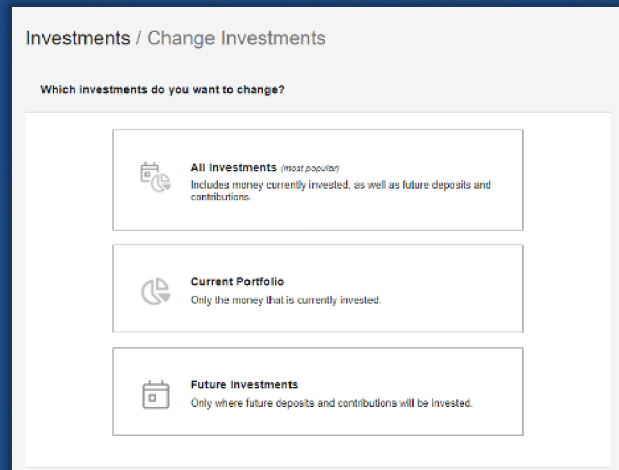 Investments / Change Investments
Which investments do you want to change?
All Investments (most popular)
Includes money currently invested, as well as future deposits and
contributions.
Current Portfolio
Only the money that is currently invested.
Future Investments
Only where future deposits and contributions will be invested.